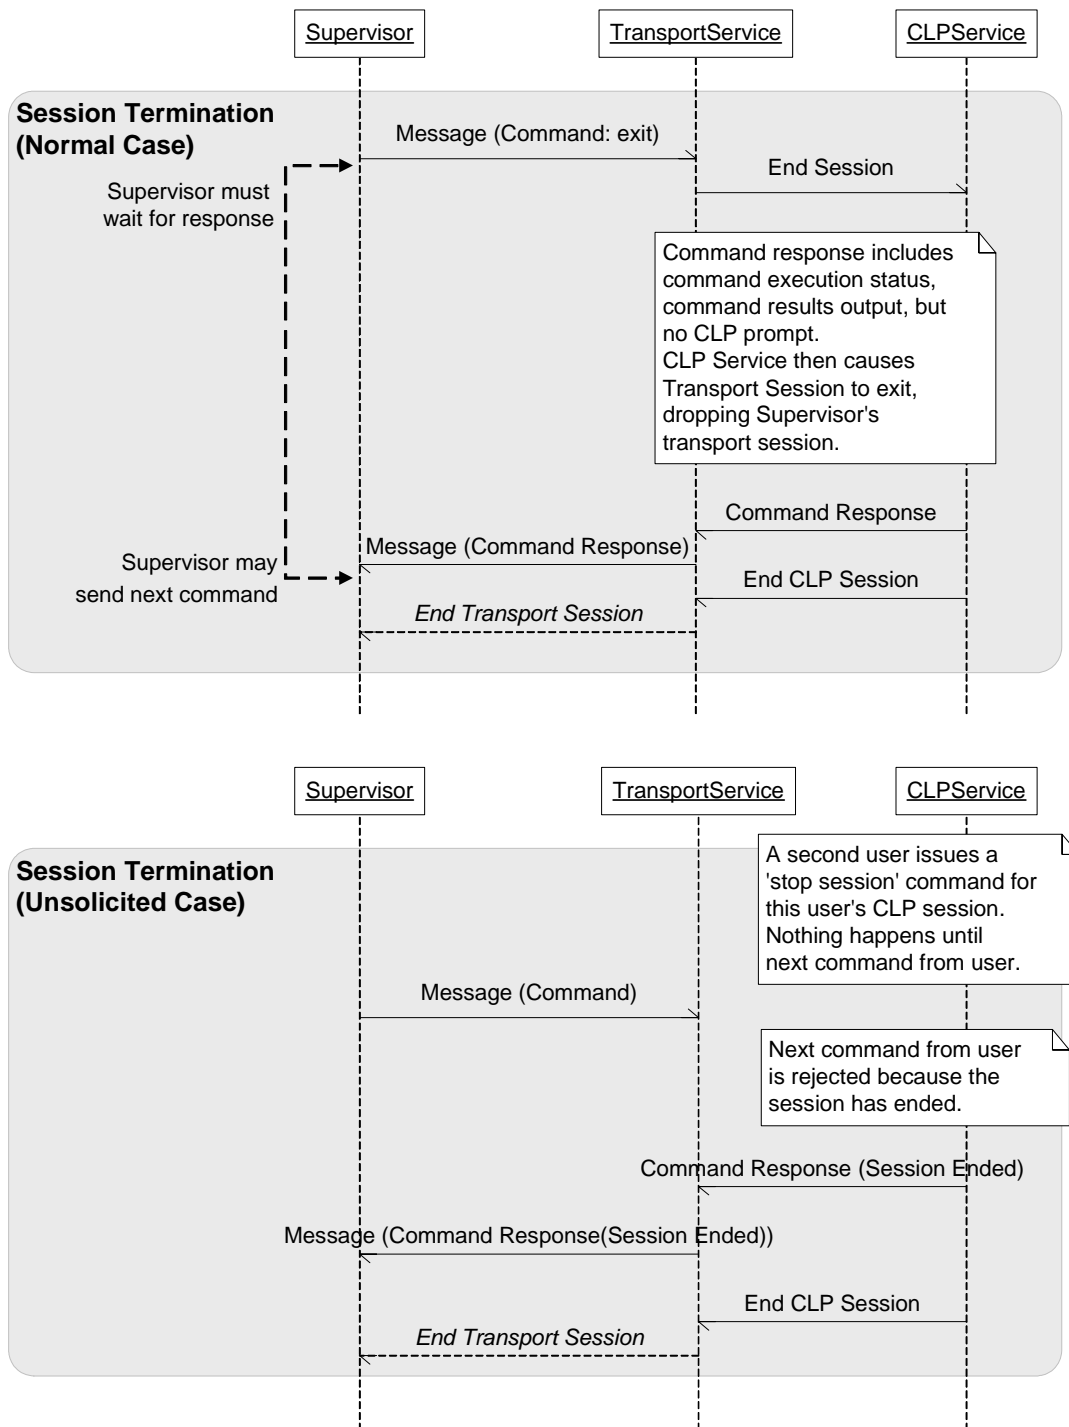 Supervisor
TransportService
CLPService
Session Termination
(Normal Case)
Message (Command: exit)
End Session
Supervisor must
wait for response
Command response includes
command execution status,
command results output, but
no CLP prompt.
CLP Service then causes
Transport Session to exit,
dropping Supervisor's
transport session.
Command Response
Message (Command Response)
Supervisor may
send next command
End CLP Session
End Transport Session
Supervisor
TransportService
CLPService
Session Termination
(Unsolicited Case)
A second user issues a
'stop session' command for
this user's CLP session.
Nothing happens until
next command from user.
Message (Command)
Next command from user
is rejected because the
session has ended.
Command Response (Session Ended)
Message (Command Response(Session Ended))
End CLP Session
End Transport Session